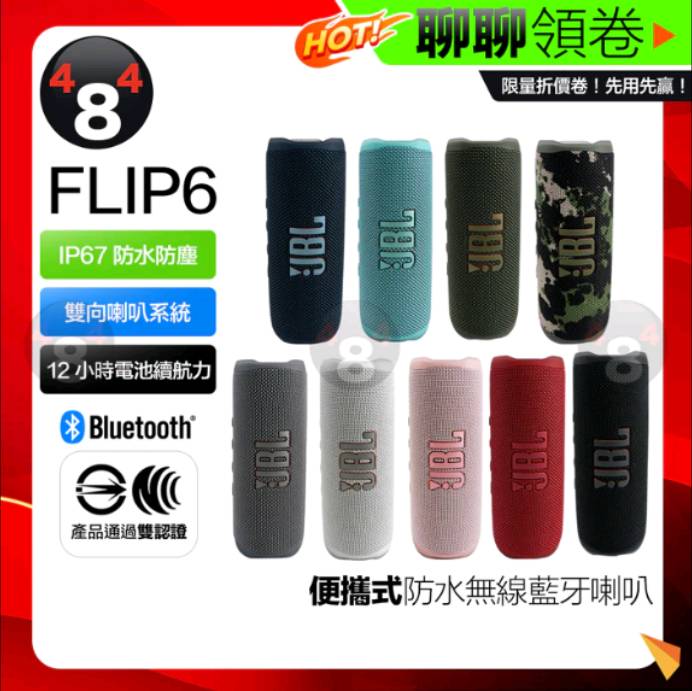 HOT! 聊聊領卷
限量折價卷！先用先贏！
484
FLIP6
IP67 防水防塵
雙向喇叭系統
12 小時電池續航力
Bluetooth®
產品通過雙認證
JBL
JBL
JBL
JBL
JBL
JBL
JBL
JBL
JBL
484
484
便攜式防水無線藍牙喇叭